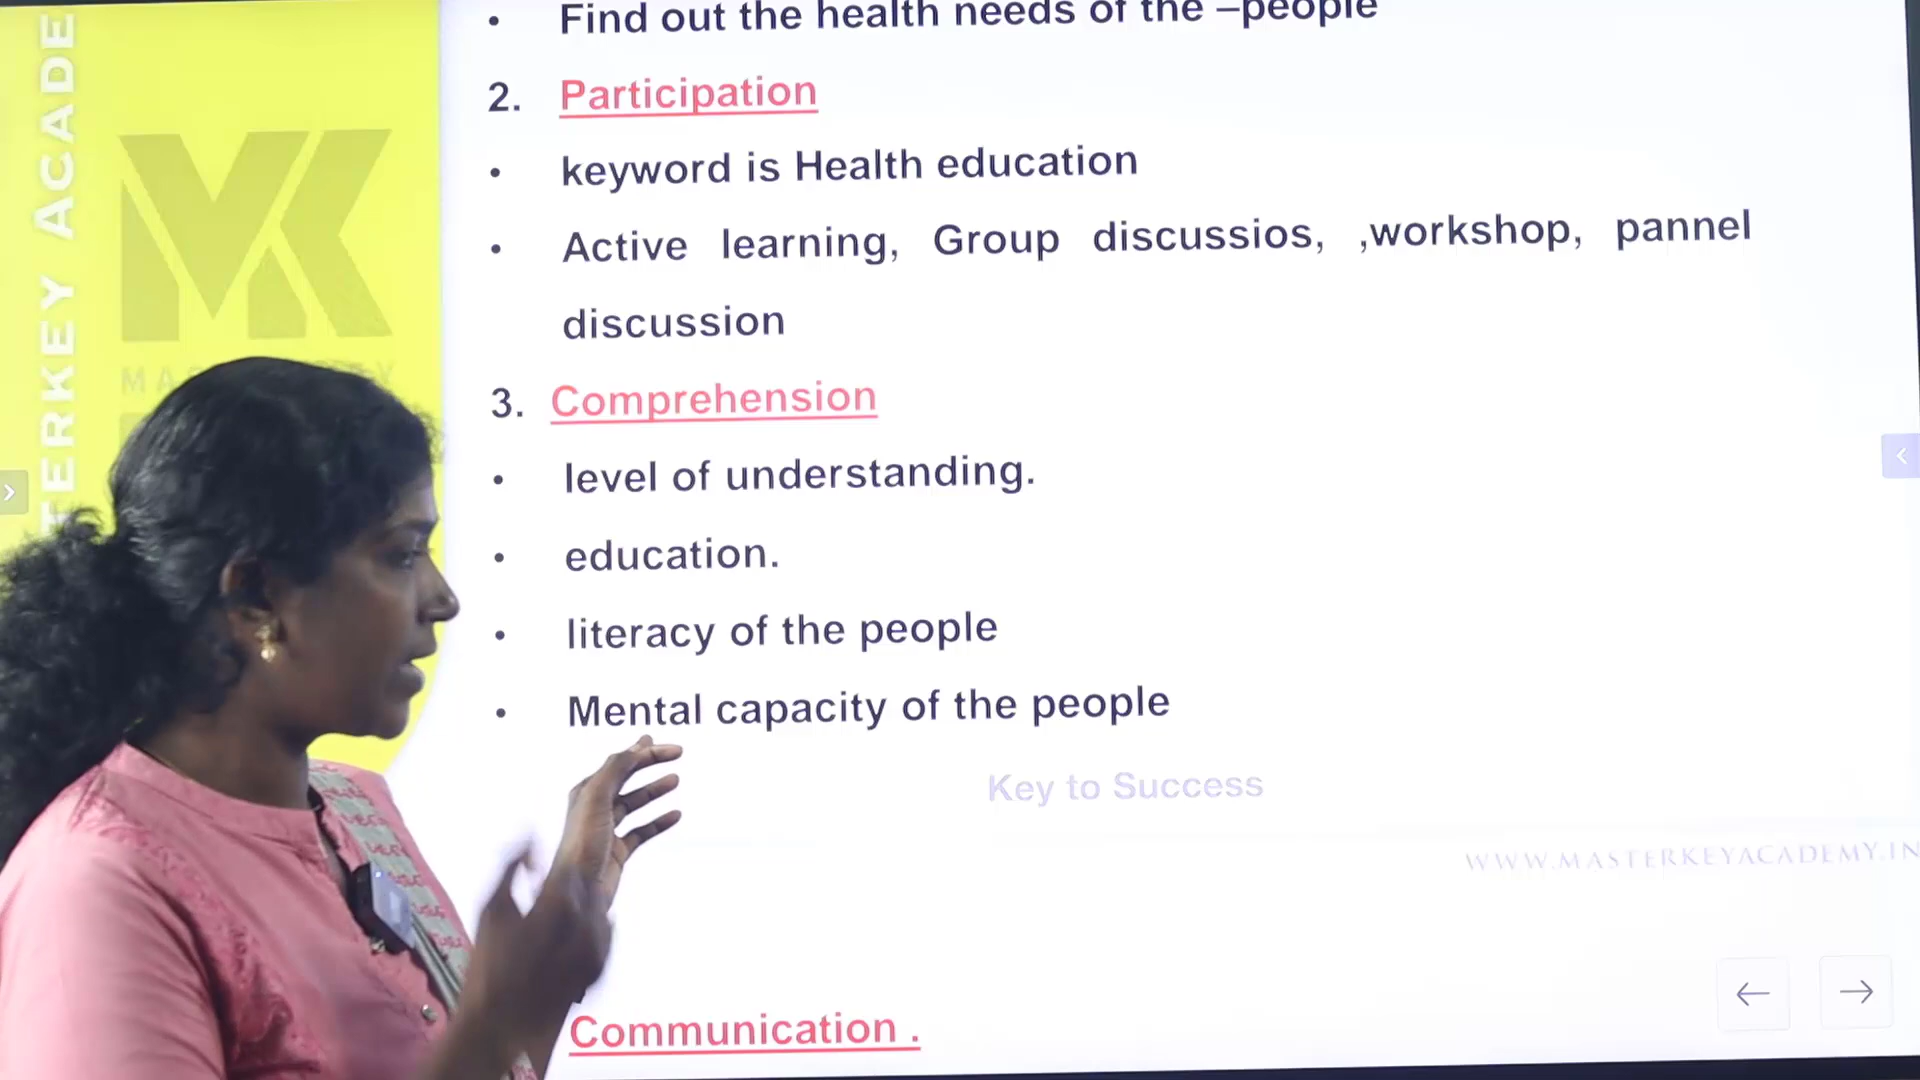 • Find out the health needs of the –people
2. Participation
• keyword is Health education
• Active learning, Group discussios, ,workshop, pannel
discussion
3. Comprehension
• level of understanding.
• education.
• literacy of the people
• Mental capacity of the people
Key to Success
WWW.MASTERKEYACADEMY.IN
Communication .
TERKEY ACADE
MK